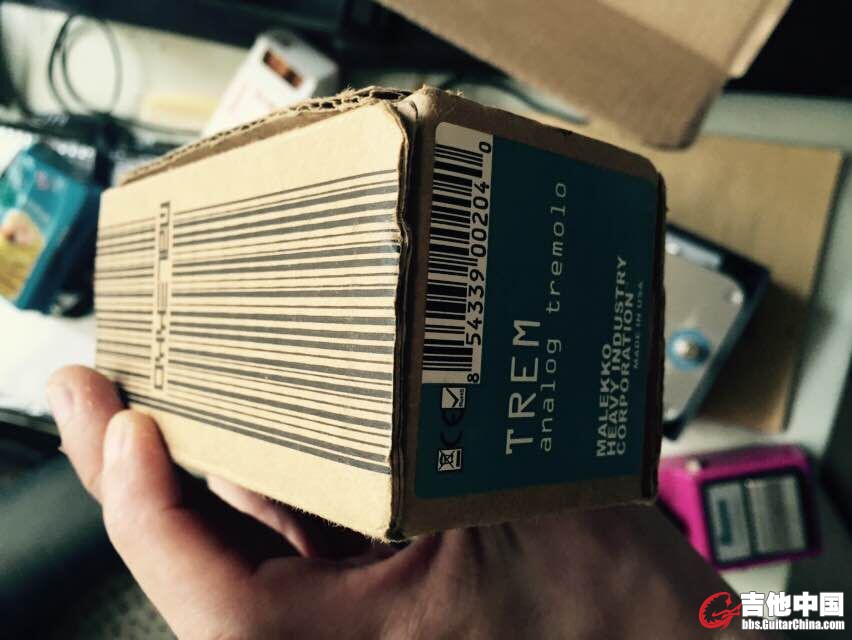 8 54339 00204 0
TREM
analog tremolo
MALEKKO
HEAVY INDUSTRY
CORPORATION
MADE IN USA
CE
吉他中国
bbs.GuitarChina.com